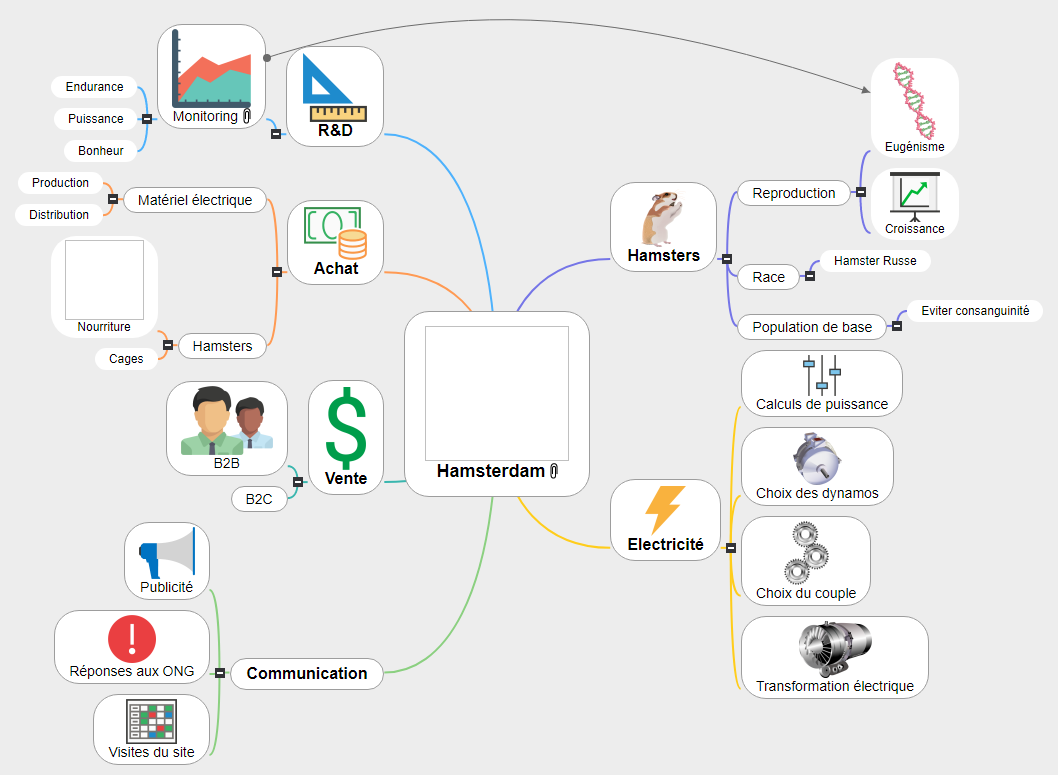 Hamsterdam
R&D
Monitoring
Endurance
Puissance
Bonheur
Achat
Matériel électrique
Production
Distribution
Hamsters
Nourriture
Cages
Vente
B2B
B2C
Communication
Publicité
Réponses aux ONG
Visites du site
Hamsters
Reproduction
Eugénisme
Croissance
Race
Hamster Russe
Population de base
Eviter consanguinité
Electricité
Calculs de puissance
Choix des dynamos
Choix du couple
Transformation électrique